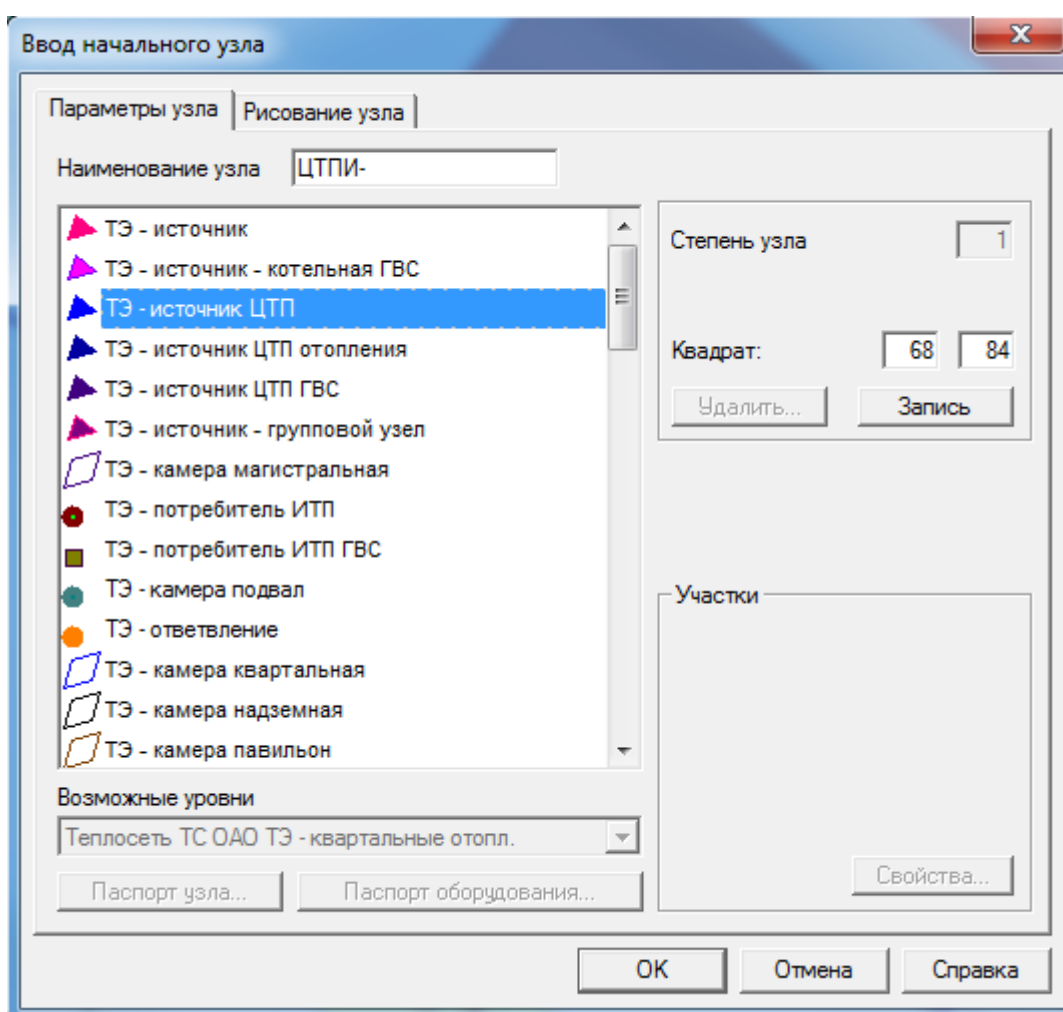 Ввод начального узла
Параметры узла Рисование узла
Наименование узла ЦТПИ-
ТЭ - источник
ТЭ - источник - котельная ГВС
ТЭ - источник ЦТП
ТЭ - источник ЦТП отопления
ТЭ - источник ЦТП ГВС
ТЭ - источник - групповой узел
ТЭ - камера магистральная
ТЭ - потребитель ИТП
ТЭ - потребитель ИТП ГВС
ТЭ - камера подвал
ТЭ - ответвление
ТЭ - камера квартальная
ТЭ - камера надземная
ТЭ - камера павильон
Возможные уровни
Теплосеть ТС ОАО ТЭ - квартальные отопл.
Паспорт узла... Паспорт оборудования...
Степень узла 1
Квадрат: 68 84
Удалить... Запись
Участки
Свойства...
OK Отмена Справка